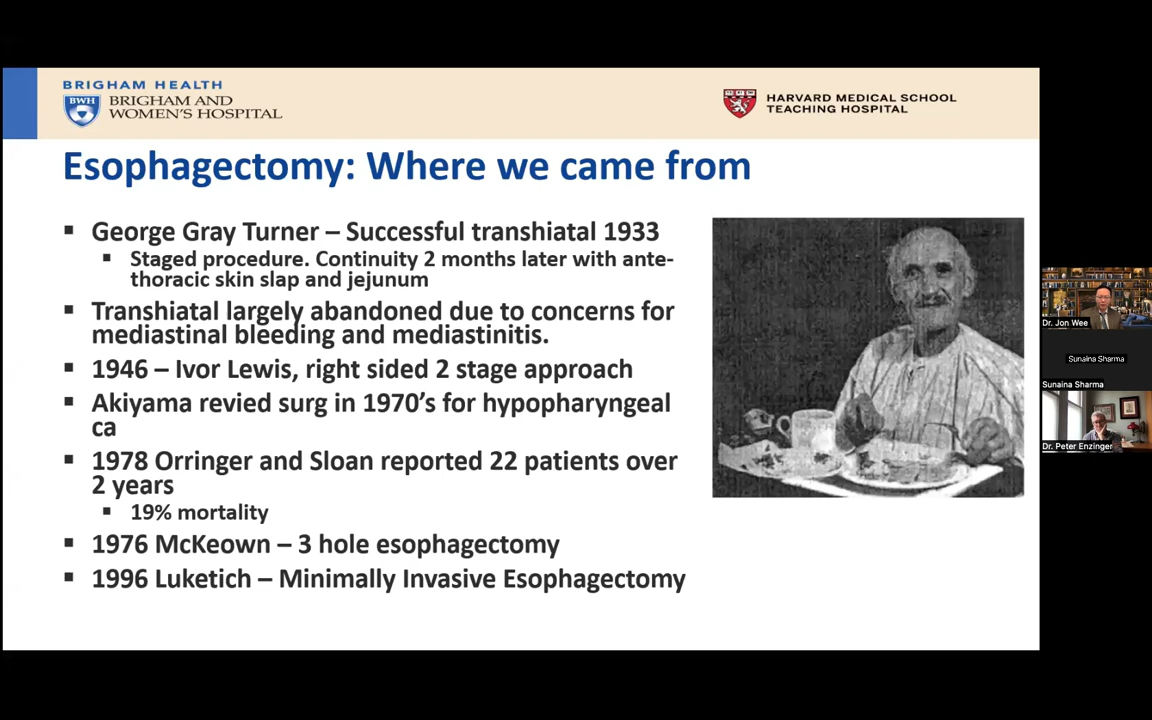 BRIGHAM HEALTH
BWH
BRIGHAM AND
WOMEN'S HOSPITAL
HARVARD MEDICAL SCHOOL
TEACHING HOSPITAL
Esophagectomy: Where we came from
George Gray Turner – Successful transhiatal 1933
Staged procedure. Continuity 2 months later with ante-
thoracic skin slap and jejunum
Transhiatal largely abandoned due to concerns for
mediastinal bleeding and mediastinitis.
1946 – Ivor Lewis, right sided 2 stage approach
Akiyama revied surg in 1970's for hypopharyngeal
ca
1978 Orringer and Sloan reported 22 patients over
2 years
19% mortality
1976 McKeown – 3 hole esophagectomy
1996 Luketich – Minimally Invasive Esophagectomy
Dr. Jon Wee
Sunaina Sharma
Sunaina Sharma
Dr. Peter Enzinger